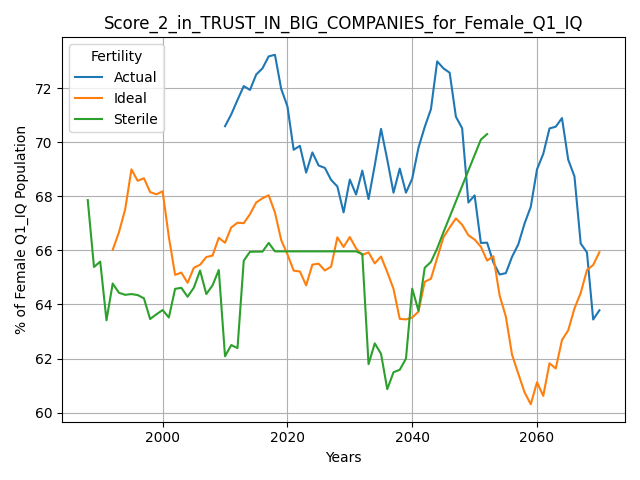 Score_2_in_TRUST_IN_BIG_COMPANIES_for_Female_Q1_IQ
Fertility
Actual
Ideal
Sterile
% of Female Q1_IQ Population
72
70
68
66
64
62
60
2000
2020
2040
2060
Years